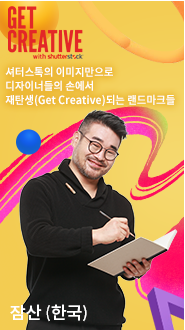 GET
CREATIVE
with shutterstock
셔터스톡의 이미지만으로
디자이너들의 손에서
재탄생(Get Creative)되는 랜드마크들
잠산 (한국)